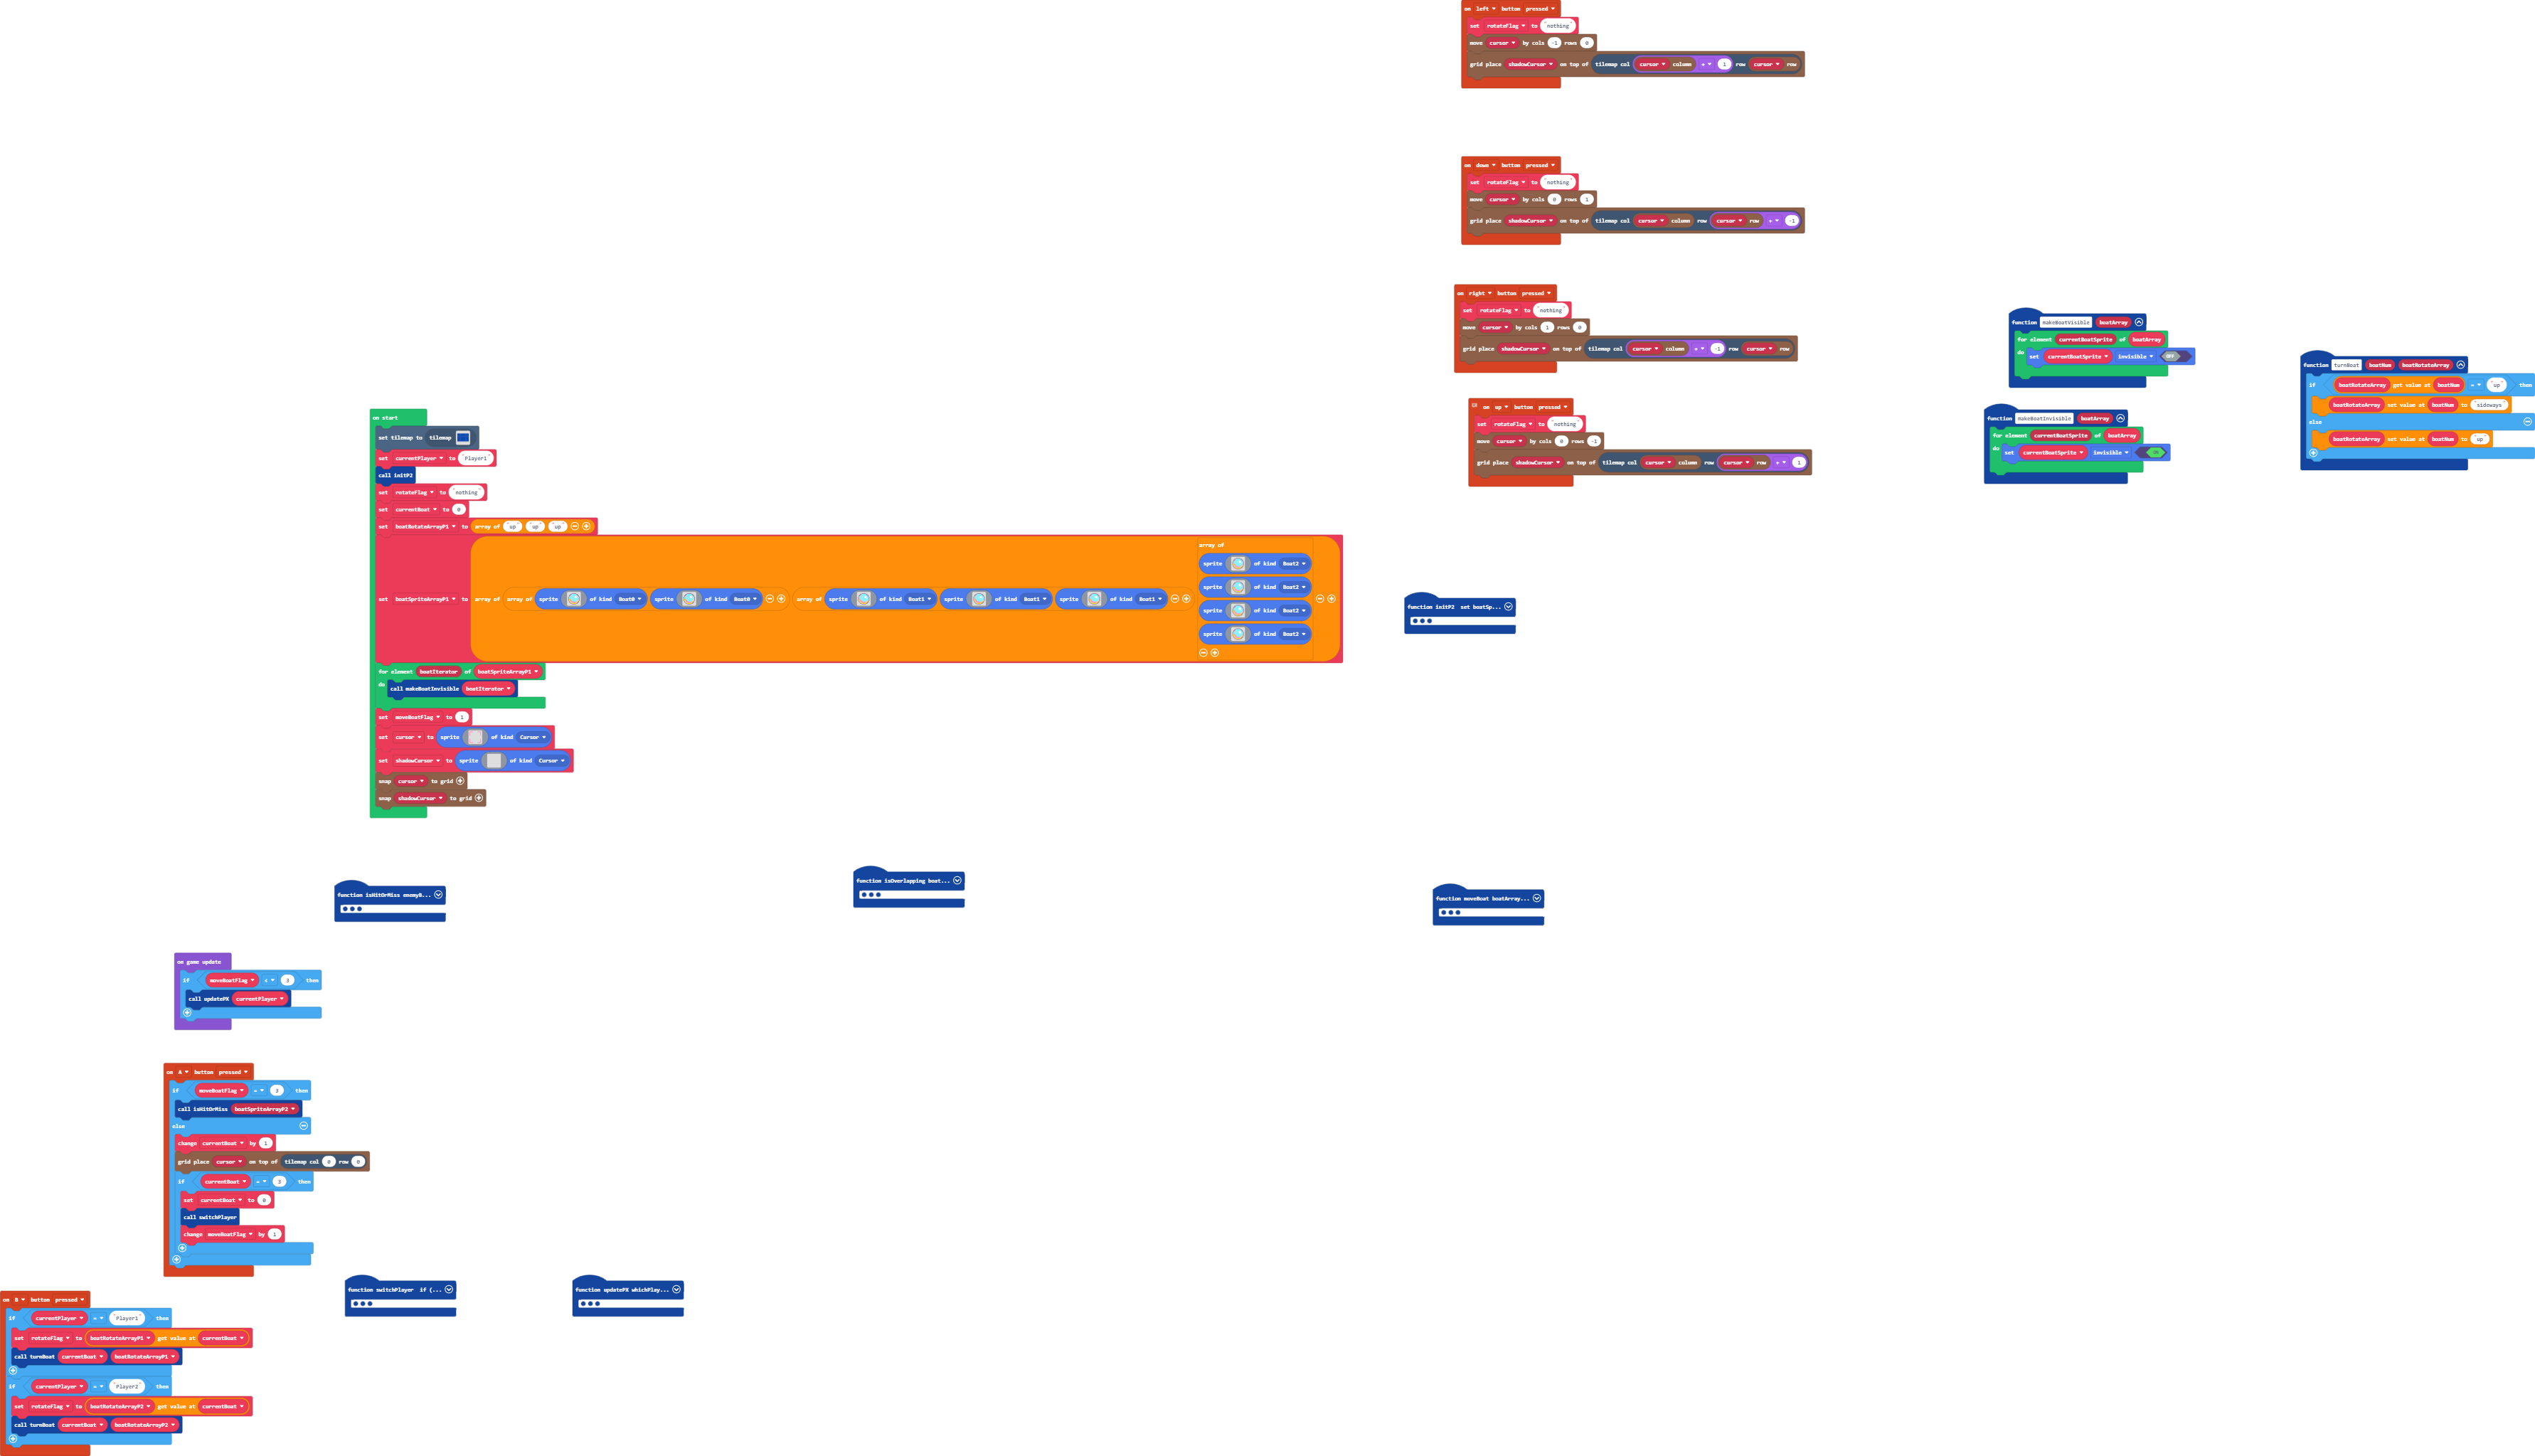 on left button pressed
set rotateFlag to "nothing"
move cursor by cols -1 rows 0
grid place shadowCursor on top of tilemap col cursor column + 1 row cursor row
on down button pressed
set rotateFlag to "nothing"
move cursor by cols 0 rows 1
grid place shadowCursor on top of tilemap col cursor column row cursor row + -1
on right button pressed
set rotateFlag to "nothing"
move cursor by cols 1 rows 0
grid place shadowCursor on top of tilemap col cursor column + -1 row cursor row
on up button pressed
set rotateFlag to "nothing"
move cursor by cols 0 rows -1
grid place shadowCursor on top of tilemap col cursor column row cursor row + 1
function makeBoatVisible boatArray
for element currentBoatSprite of boatArray
do set currentBoatSprite invisible OFF
function makeBoatInvisible boatArray
for element currentBoatSprite of boatArray
do set currentBoatSprite invisible
function turnBoat boatNum boatRotateArray
if boatRotateArray get value at boatNum = "up" then
boatRotateArray set value at boatNum to "sideways"
else
boatRotateArray set value at boatNum to "up"
on start
set tilemap to tilemap
set currentPlayer to "Player1"
call initP2
set rotateFlag to "nothing"
set currentBoat to 0
set boatRotateArrayP1 to array of "up" "up" "up"
set boatSpriteArrayP1 to array of array of sprite of kind Boat0 sprite of kind Boat0 array of sprite of kind Boat1 sprite of kind Boat1 sprite of kind Boat1
array of
sprite of kind Boat2
sprite of kind Boat2
sprite of kind Boat2
sprite of kind Boat2
for element boatIterator of boatSpriteArrayP1
do call makeBoatInvisible boatIterator
set moveBoatFlag to 1
set cursor to sprite of kind Cursor
set shadowCursor to sprite of kind Cursor
snap cursor to grid
snap shadowCursor to grid
function initP2 set boatSp...
function isHitOrMiss enemyB...
function isOverlapping boat...
function moveBoat boatArray...
on game update
if moveBoatFlag < 3 then
call updatePX currentPlayer
on A button pressed
if moveBoatFlag = 3 then
call isHitOrMiss boatSpriteArrayP2
else
change currentBoat by 1
grid place cursor on top of tilemap col 0 row 0
if currentBoat = 3 then
set currentBoat to 0
call switchPlayer
change moveBoatFlag by 1
function switchPlayer if (...
function updatePX whichPlay...
on B button pressed
if currentPlayer = "Player1" then
set rotateFlag to boatRotateArrayP1 get value at currentBoat
call turnBoat currentBoat boatRotateArrayP1
if currentPlayer = "Player2" then
set rotateFlag to boatRotateArrayP2 get value at currentBoat
call turnBoat currentBoat boatRotateArrayP2